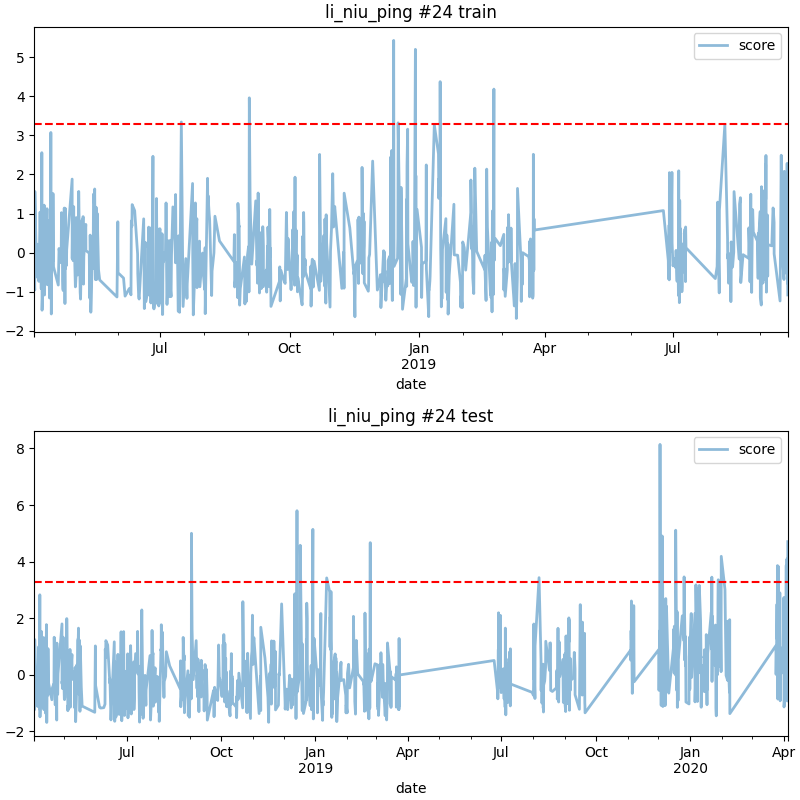 li_niu_ping #24 train
score
5
4
3
2
1
0
−1
−2
Jul
Oct
Jan
2019
Apr
Jul
date
li_niu_ping #24 test
score
8
6
4
2
0
−2
Jul
Oct
Jan
2019
Apr
Jul
Oct
Jan
2020
Apr
date